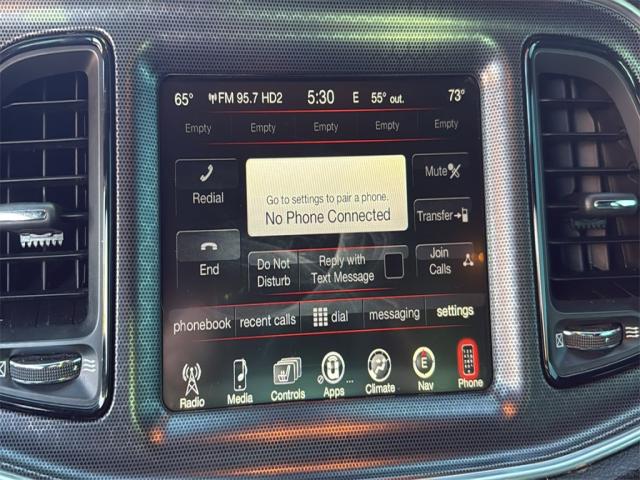 65° FM 95.7 HD2 5:30 E 55° out. 73°
Empty Empty Empty Empty Empty
Redial
Go to settings to pair a phone.
No Phone Connected
Mute
Transfer
End
Do Not
Disturb
Reply with
Text Message
Join
Calls
phonebook recent calls dial messaging settings
Radio Media Controls Apps ... Climate E Nav Phone